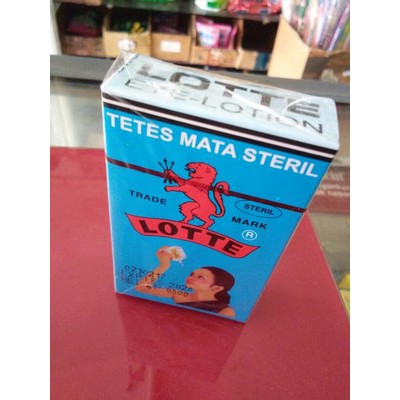 LOTTE
EYE-LOTION
TETES MATA STERIL
TRADE
STERIL
MARK
LOTTE
®